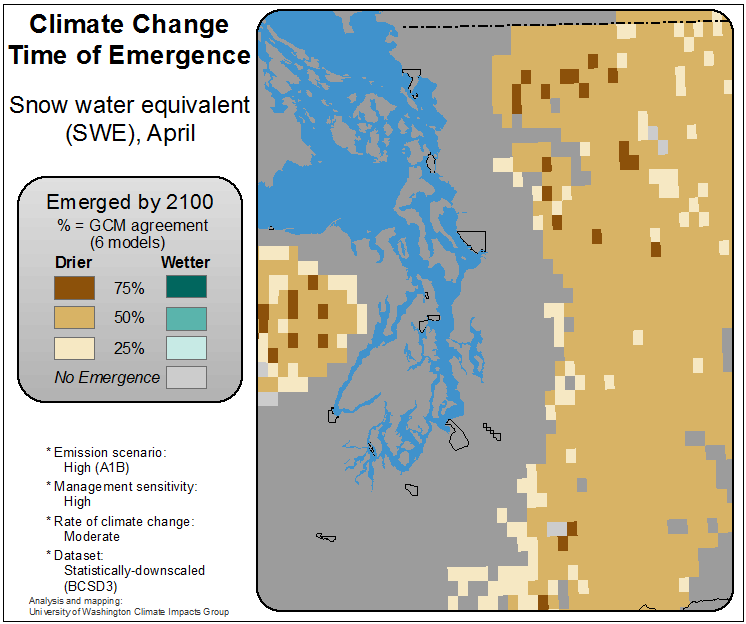 Climate Change
Time of Emergence
Snow water equivalent
(SWE), April
Emerged by 2100
% = GCM agreement
(6 models)
Drier Wetter
75%
50%
25%
No Emergence
* Emission scenario:
High (A1B)
* Management sensitivity:
High
* Rate of climate change:
Moderate
* Dataset:
Statistically-downscaled
(BCSD3)
Analysis and mapping:
University of Washington Climate Impacts Group